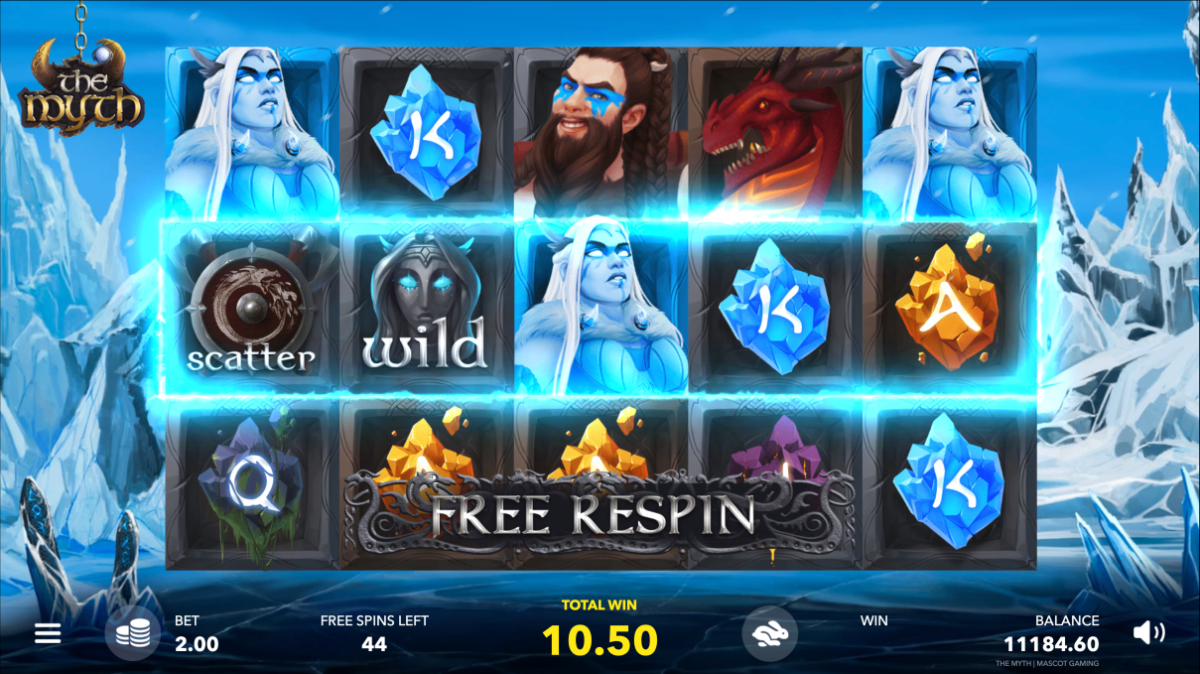 the
myth
K
scatter
wild
K
A
Q
K
FREE RESPIN
BET
2.00
FREE SPINS LEFT
44
TOTAL WIN
10.50
WIN
BALANCE
11184.60
THE MYTH | MASCOT GAMING